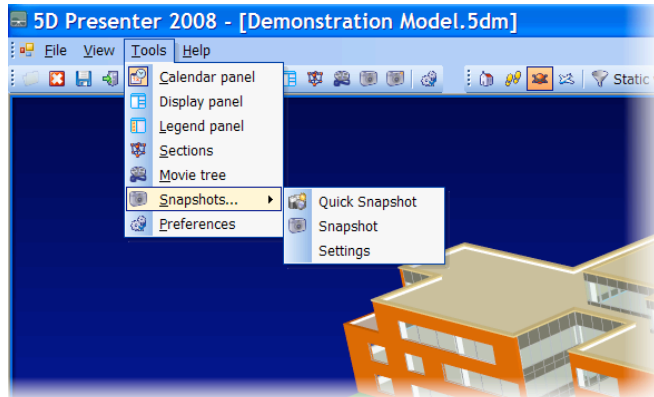 5D Presenter 2008 - [Demonstration Model.5dm]
File View Tools Help
Static
Calendar panel
Display panel
Legend panel
Sections
Movie tree
Snapshots...
Preferences
Quick Snapshot
Snapshot
Settings